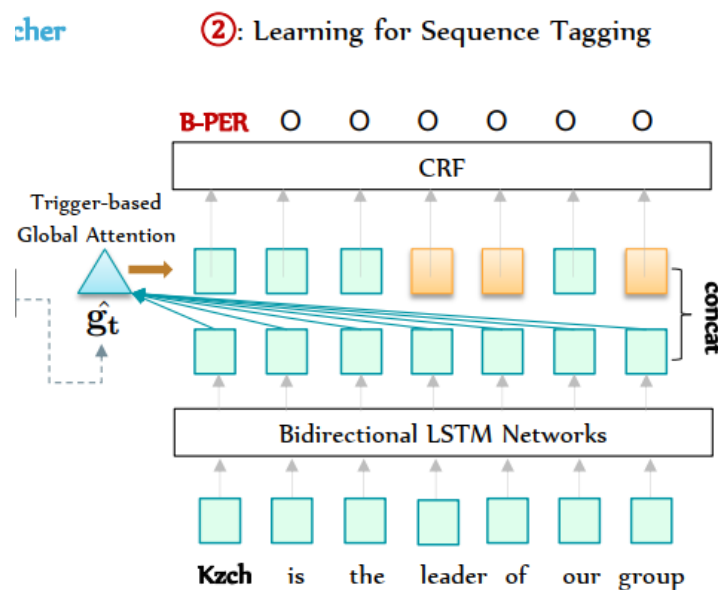 cher
②: Learning for Sequence Tagging
B-PER O O O O O O
CRF
Trigger-based
Global Attention
ĝt
concat
Bidirectional LSTM Networks
Kzch is the leader of our group